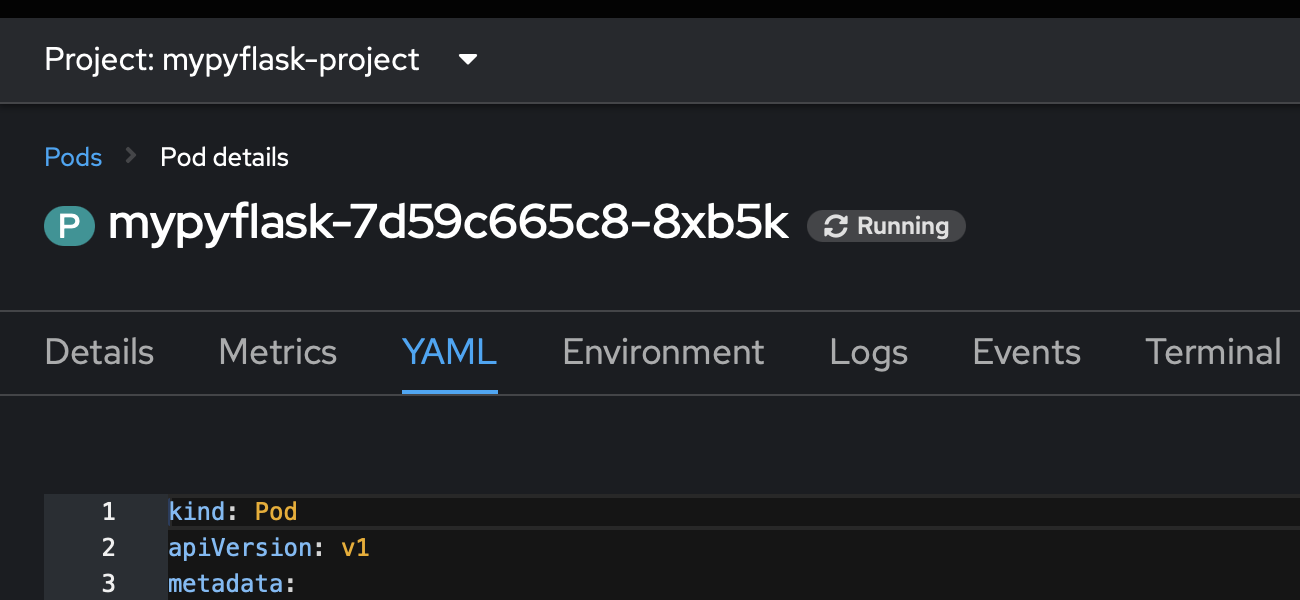 Project: mypyflask-project
Pods > Pod details
P mypyflask-7d59c665c8-8xb5k Running
Details Metrics YAML Environment Logs Events Terminal
1 kind: Pod
2 apiVersion: v1
3 metadata: